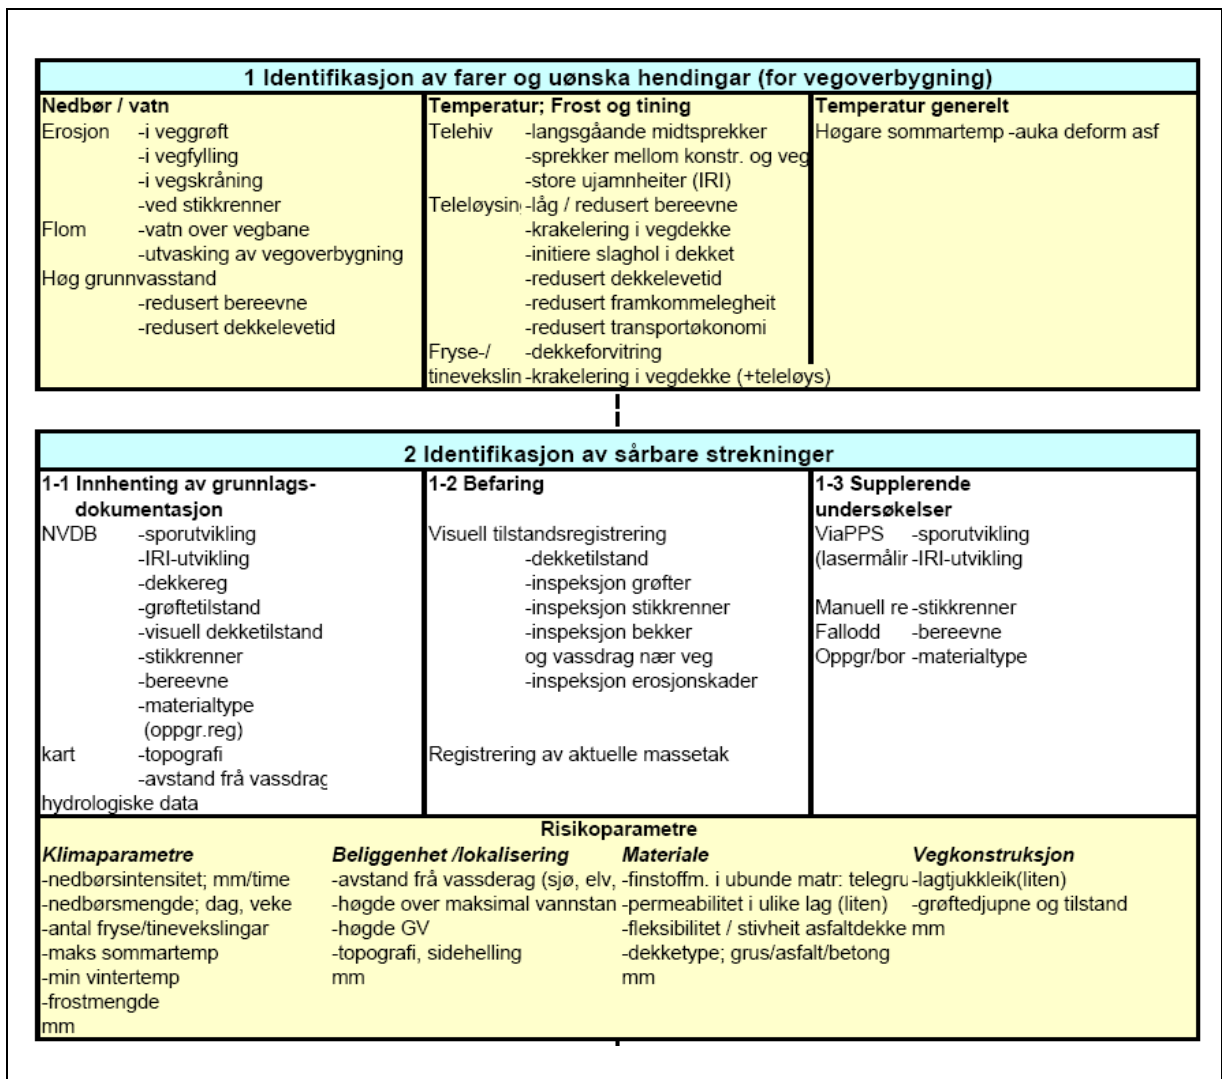 1 Identifikasjon av farer og uønska hendingar (for vegoverbygning)
Nedbør / vatn
Erosjon -i veggrøft
-i vegfylling
-i vegskråning
-ved stikkrenner
Flom -vatn over vegbane
-utvasking av vegoverbygning
Høg grunnvasstand
-redusert bereevne
-redusert dekkelevetid
Temperatur; Frost og tining
Telehiv -langsgåande midtsprekker
-sprekker mellom konstr. og veg
-store ujamnheiter (IRI)
Teleløysin -låg / redusert bereevne
-krakelering i vegdekke
-initiere slaghol i dekket
-redusert dekkelevetid
-redusert framkommelegheit
-redusert transportøkonomi
Fryse-/ -dekkeforvitring
tinevekslin -krakelering i vegdekke (+teleløys)
Temperatur generelt
Høgare sommartemp -auka deform asf
2 Identifikasjon av sårbare strekninger
1-1 Innhenting av grunnlags-
dokumentasjon
NVDB -sporutvikling
-IRI-utvikling
-dekkereg
-grøftetilstand
-visuell dekketilstand
-stikkrenner
-bereevne
-materialtype
(oppgr.reg)
kart -topografi
-avstand frå vassdrag
hydrologiske data
1-2 Befaring
Visuell tilstandsregistrering
-dekketilstand
-inspeksjon grøfter
-inspeksjon stikkrenner
-inspeksjon bekker
og vassdrag nær veg
-inspeksjon erosjonskader
Registrering av aktuelle massetak
1-3 Supplerende
undersøkelser
ViaPPS -sporutvikling
(lasermålir -IRI-utvikling
Manuell re -stikkrenner
Fallodd -bereevne
Oppgr/bor -materialtype
Risikoparametre
Klimaparametre
-nedbørsintensitet; mm/time
-nedbørsmengde; dag, veke
-antal fryse/tinevekslingar
-maks sommartemp
-min vintertemp
-frostmengde
mm
Beliggenhet /lokalisering
-avstand frå vassderag (sjø, elv,
-høgde over maksimal vannstan
-høgde GV
-topografi, sidehelling
mm
Materiale
-finstoffm. i ubunde matr: telegru
-permeabilitet i ulike lag (liten)
-fleksibilitet / stivheit asfaltdekke
-dekketype; grus/asfalt/betong
mm
Vegkonstruksjon
-lagtjukkleik(liten)
-grøftedjupne og tilstand
mm